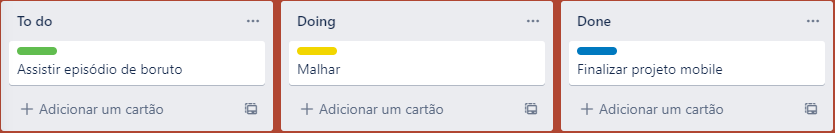 To do
Assistir episódio de boruto
+ Adicionar um cartão
Doing
Malhar
+ Adicionar um cartão
Done
Finalizar projeto mobile
+ Adicionar um cartão